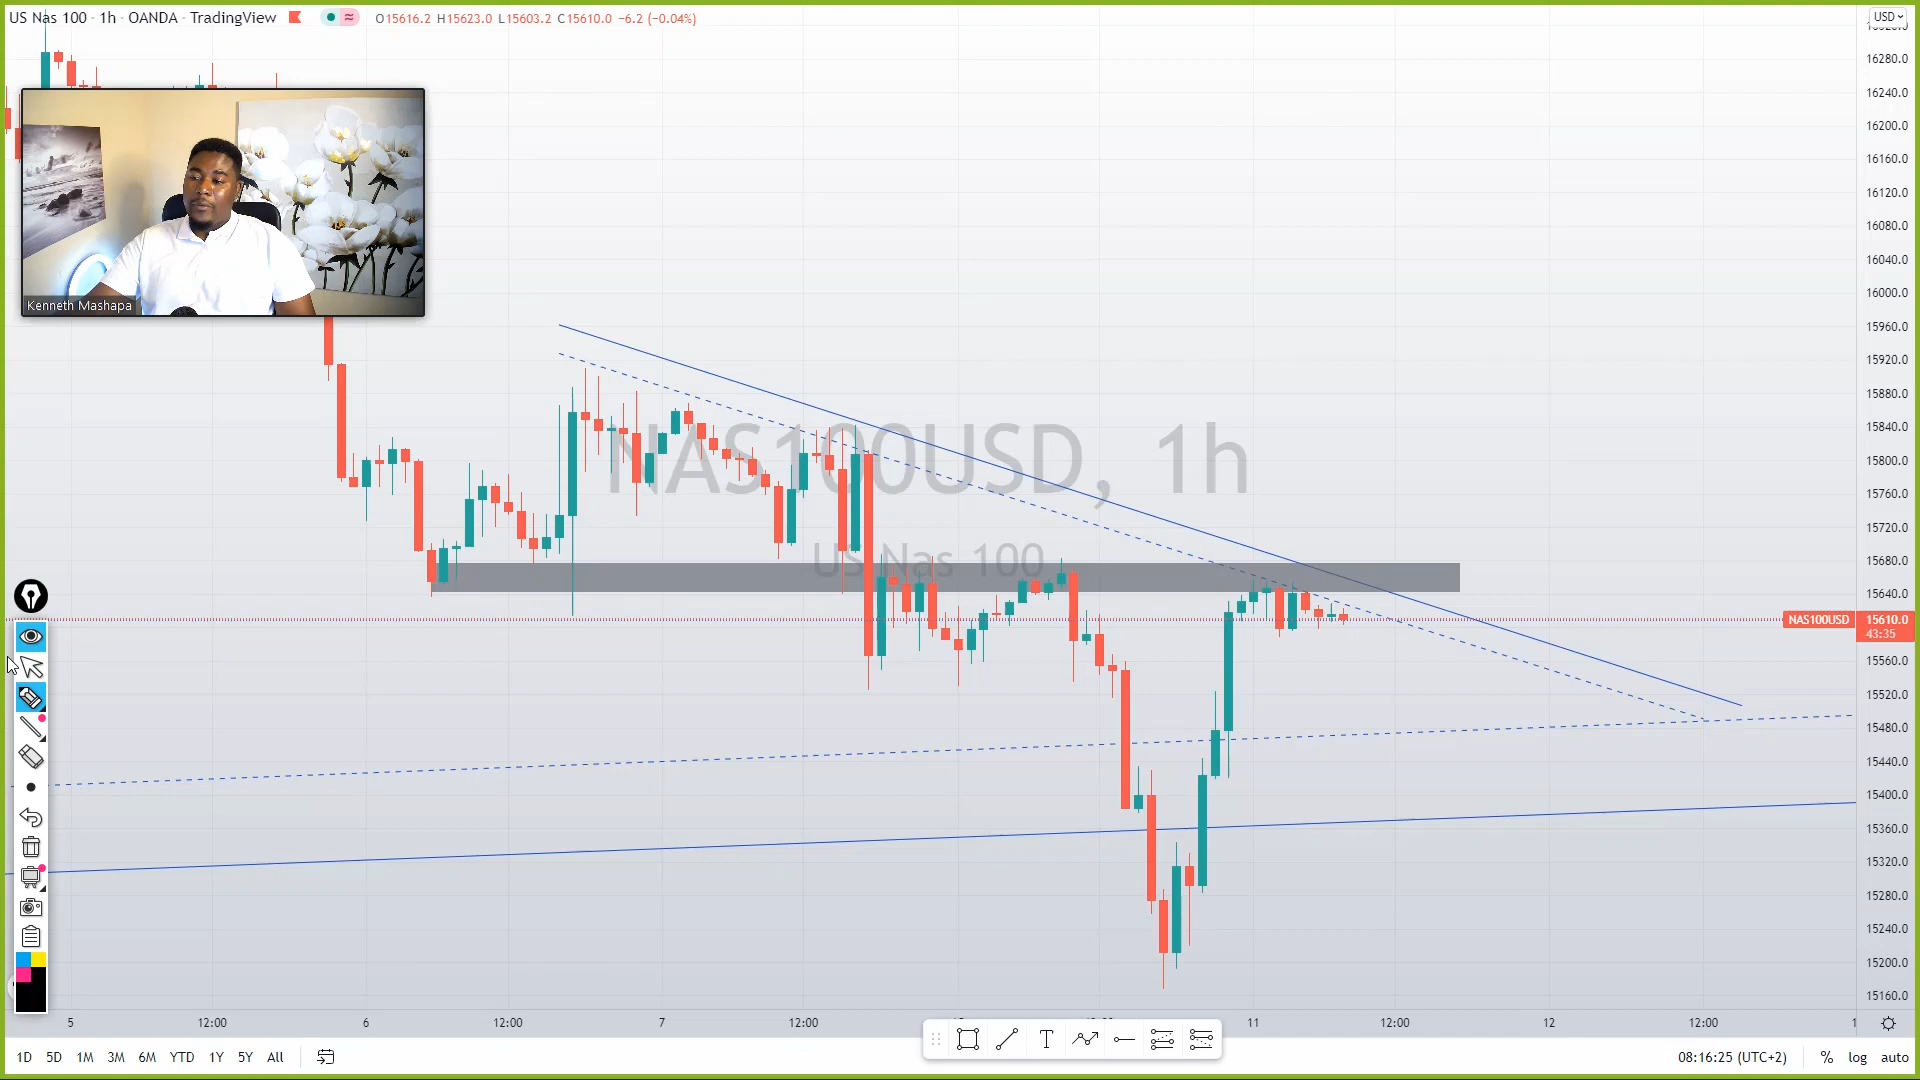 US Nas 100 · 1h · OANDA · TradingView
O15616.2 H15623.0 L15603.2 C15610.0 −6.2 (−0.04%)
USD
16280.0
16240.0
16200.0
16160.0
16120.0
16080.0
16040.0
16000.0
15960.0
15920.0
15880.0
15840.0
15800.0
15760.0
15720.0
15680.0
15640.0
NAS100USD 15610.0
43:35
15560.0
15520.0
15480.0
15440.0
15400.0
15360.0
15320.0
15280.0
15240.0
15200.0
15160.0
Kenneth Mashapa
NAS100USD, 1h
US Nas 100
5 12:00 6 12:00 7 12:00 11 12:00 12 12:00
1D 5D 1M 3M 6M YTD 1Y 5Y All
08:16:25 (UTC+2) % log auto